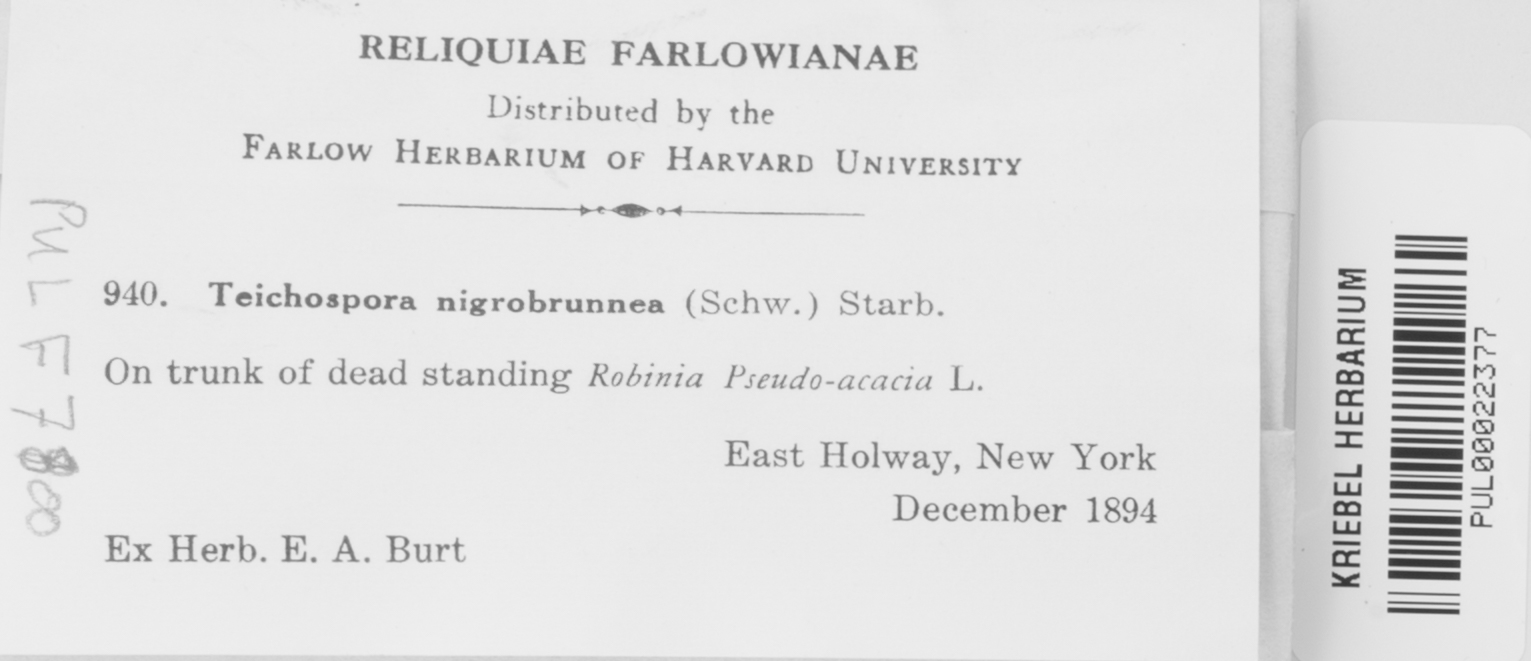 RELIQUIAE FARLOWIANAE
Distributed by the
FARLOW HERBARIUM OF HARVARD UNIVERSITY
940. Teichospora nigrobrunnea (Schw.) Starb.
On trunk of dead standing Robinia Pseudo-acacia L.
East Holway, New York
December 1894
Ex Herb. E. A. Burt
PUL F 7800
KRIEBEL HERBARIUM
PUL00022377